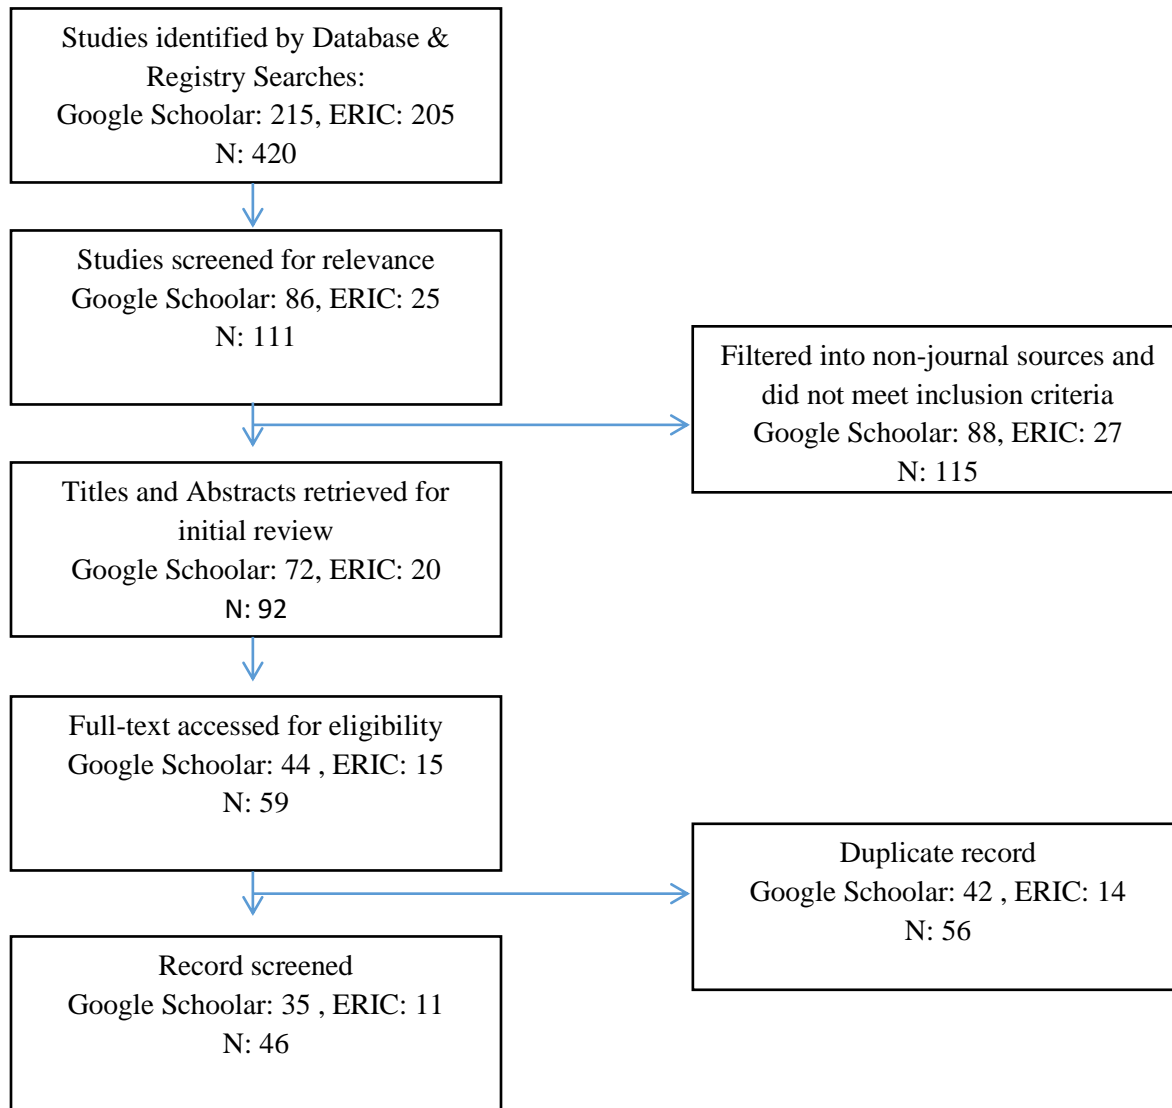 Studies identified by Database &
Registry Searches:
Google Schoolar: 215, ERIC: 205
N: 420
Studies screened for relevance
Google Schoolar: 86, ERIC: 25
N: 111
Filtered into non-journal sources and
did not meet inclusion criteria
Google Schoolar: 88, ERIC: 27
N: 115
Titles and Abstracts retrieved for
initial review
Google Schoolar: 72, ERIC: 20
N: 92
Full-text accessed for eligibility
Google Schoolar: 44 , ERIC: 15
N: 59
Duplicate record
Google Schoolar: 42 , ERIC: 14
N: 56
Record screened
Google Schoolar: 35 , ERIC: 11
N: 46